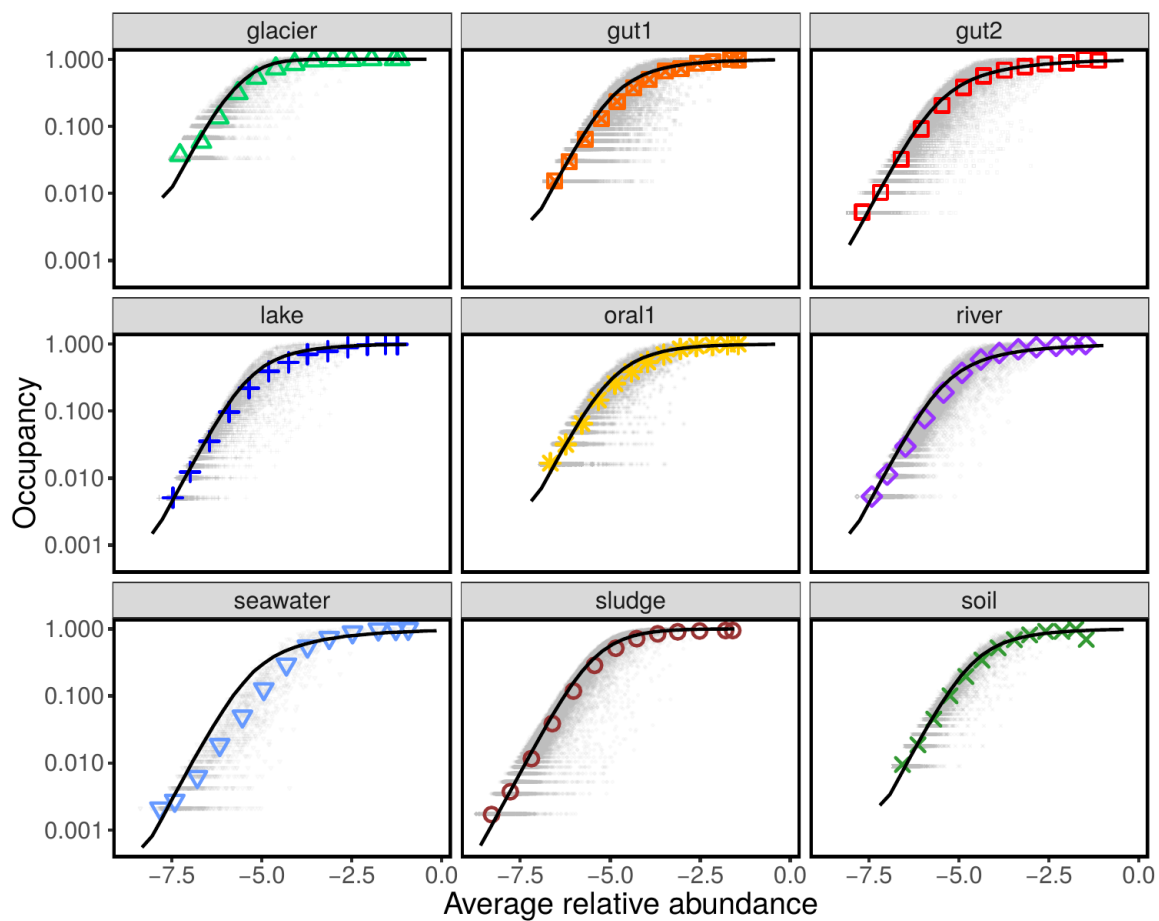 glacier gut1 gut2
1.000
0.100
0.010
0.001
lake oral1 river
1.000
0.100
0.010
0.001
Occupancy
seawater sludge soil
1.000
0.100
0.010
0.001
−7.5 −5.0 −2.5 0.0 −7.5 −5.0 −2.5 0.0 −7.5 −5.0 −2.5 0.0
Average relative abundance